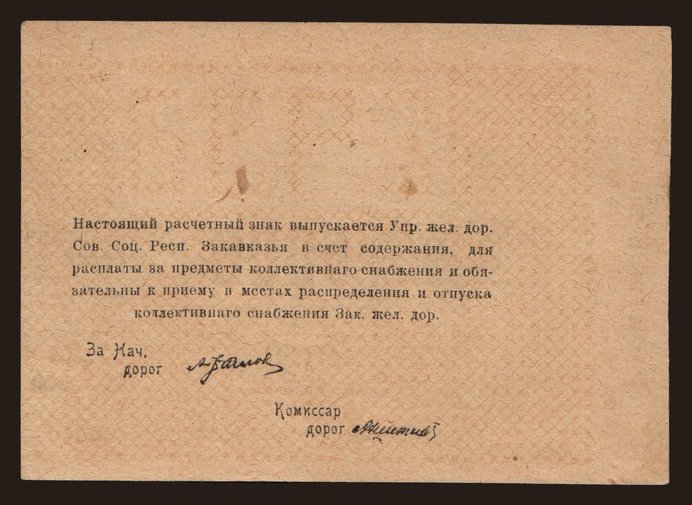 Настоящий расчетный знак выпускается Упр. жел. дор.
Сов. Соц. Респ. Закавказья в счет содержания, для
расплаты за предметы коллективнаго снабжения и обя-
зательны к приему в местах распределения и отпуска
коллективнаго снабжения Зак. жел. дор.
За Нач.
дорог
Комиссар
дорог